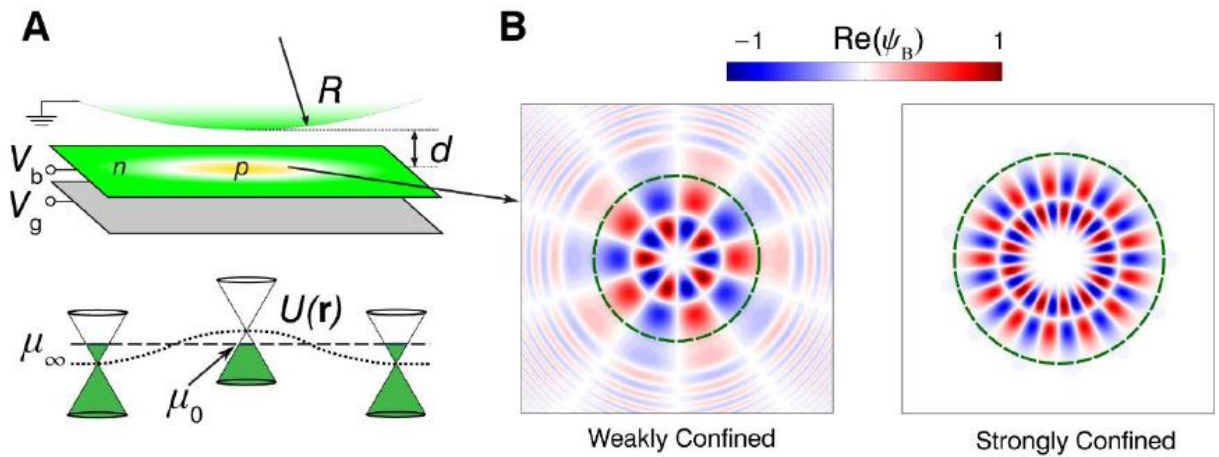 A
R
d
n
p
V_b
V_g
U(r)
μ_∞
μ_0
B
−1 Re(ψ_B) 1
Weakly Confined
Strongly Confined